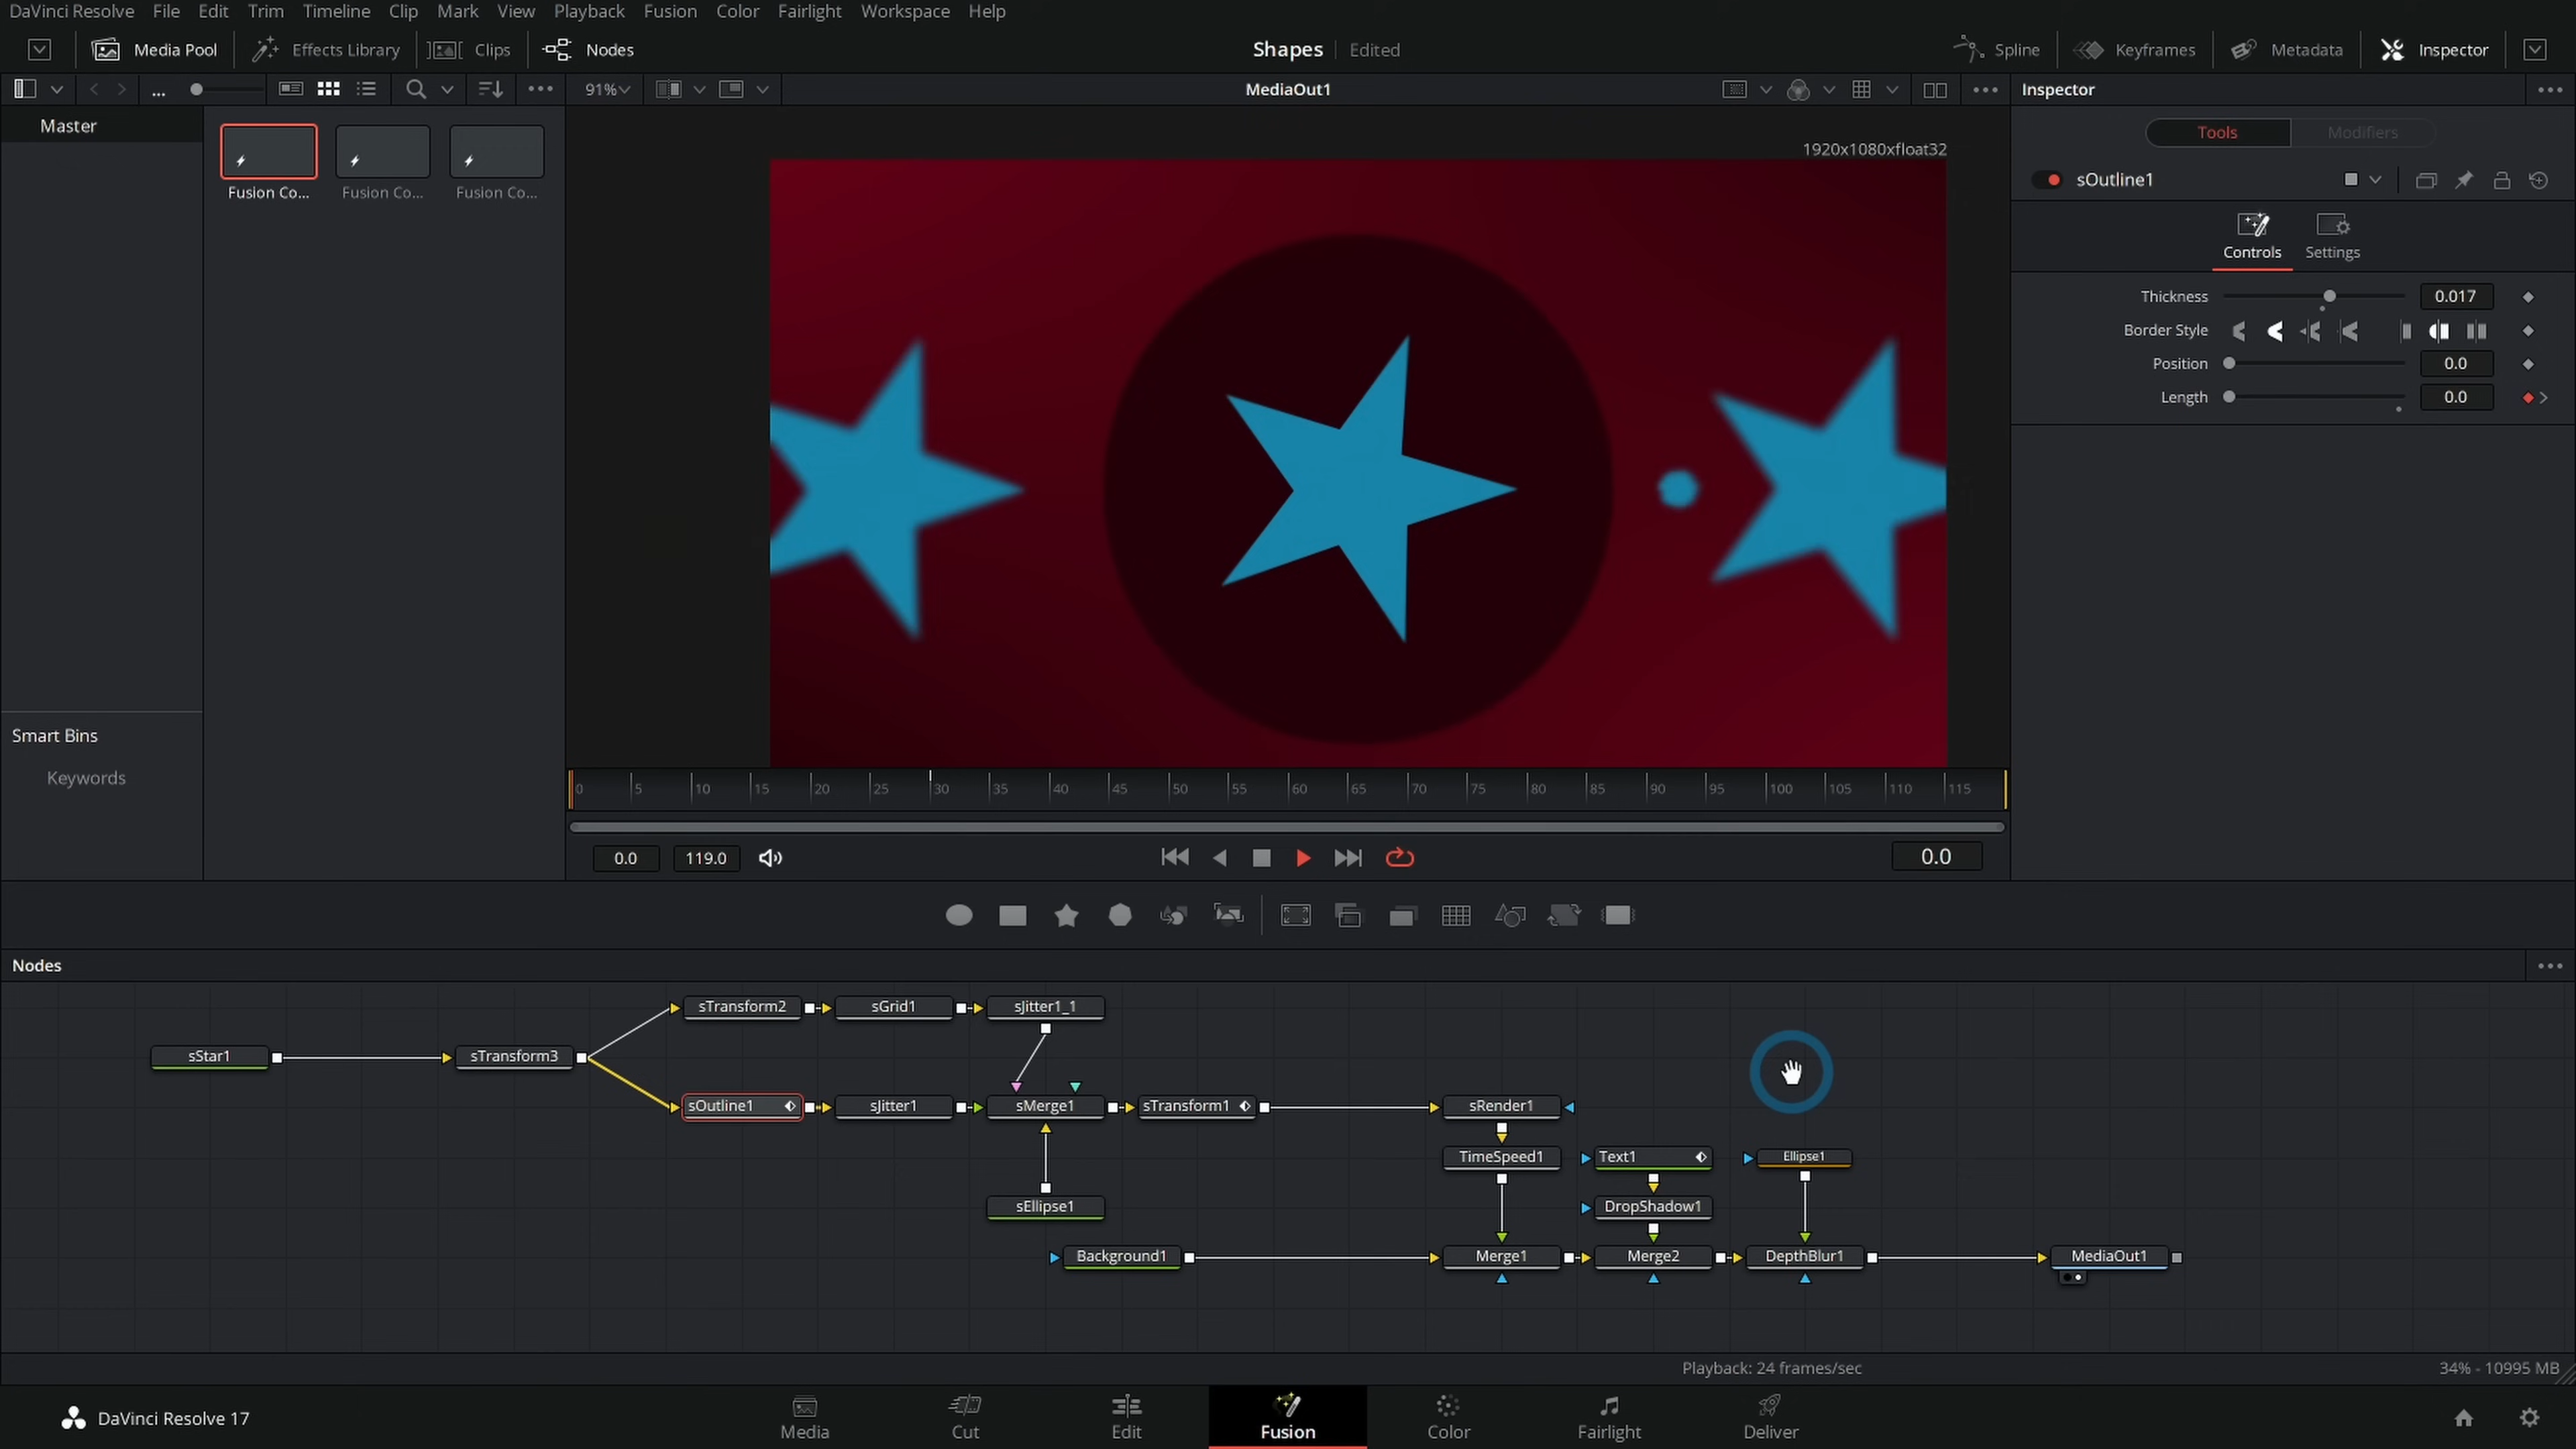 DaVinci Resolve File Edit Trim Timeline Clip Mark View Playback Fusion Color Fairlight Workspace Help
Media Pool Effects Library Clips Nodes Shapes Edited Spline Keyframes Metadata Inspector
... 91% MediaOut1 Inspector
Master
Fusion Co... Fusion Co... Fusion Co...
1920x1080xfloat32
Tools Modifiers
sOutline1
Controls Settings
Thickness 0.017
Border Style
Position 0.0
Length 0.0
Smart Bins
Keywords
0 5 10 15 20 25 30 35 40 45 50 55 60 65 70 75 80 85 90 95 100 105 110 115
0.0 119.0 0.0
Nodes
sTransform2 sGrid1 sJitter1_1
sStar1 sTransform3
sOutline1 sJitter1 sMerge1 sTransform1 sRender1
TimeSpeed1 Text1 Ellipse1
sEllipse1 DropShadow1
Background1 Merge1 Merge2 DepthBlur1 MediaOut1
Playback: 24 frames/sec 34% - 10995 MB
DaVinci Resolve 17 Media Cut Edit Fusion Color Fairlight Deliver